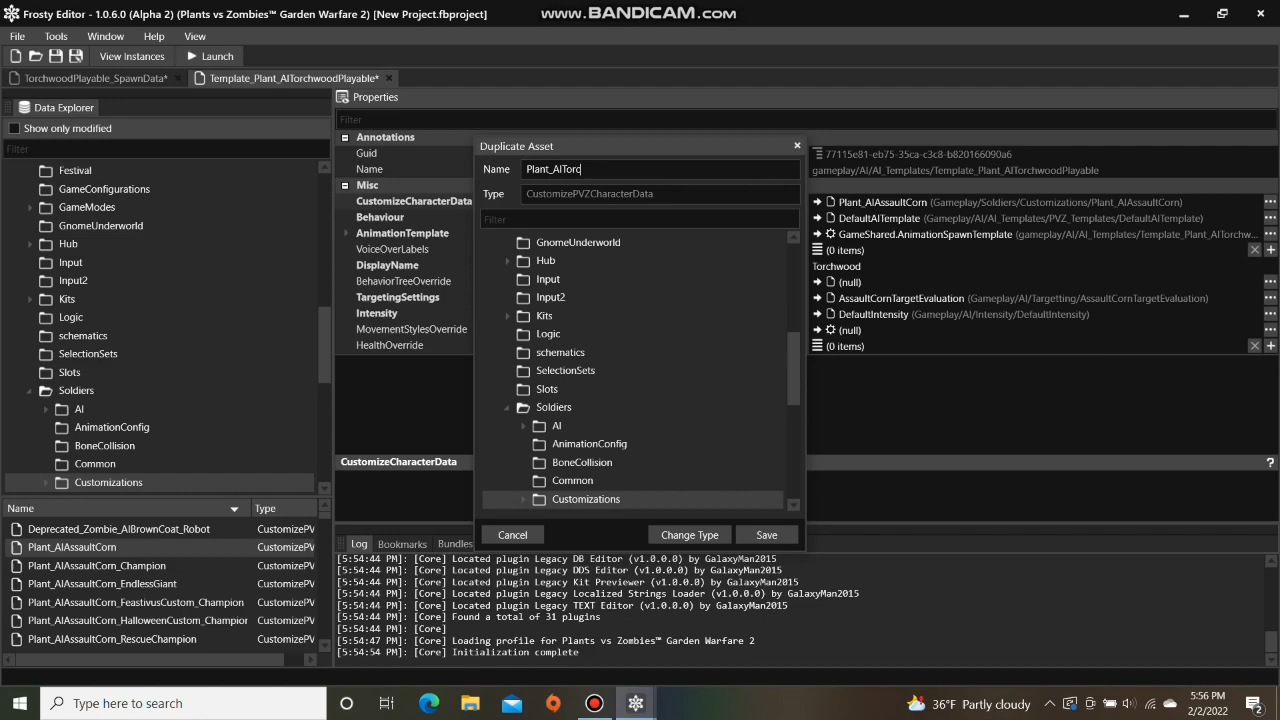 Frosty Editor - 1.0.6.0 (Alpha 2) (Plants vs Zombies™ Garden Warfare 2) [New Project.fbproject]
www.BANDICAM.com
File Tools Window Help View
View Instances Launch
TorchwoodPlayable_SpawnData* Template_Plant_AITorchwoodPlayable*
Data Explorer
Show only modified
Filter
Festival
GameConfigurations
GameModes
GnomeUnderworld
Hub
Input
Input2
Kits
Logic
schematics
SelectionSets
Slots
Soldiers
AI
AnimationConfig
BoneCollision
Common
Customizations
Name Type
Deprecated_Zombie_AIBrownCoat_Robot CustomizePV
Plant_AIAssaultCorn CustomizePV
Plant_AIAssaultCorn_Champion CustomizePV
Plant_AIAssaultCorn_EndlessGiant CustomizePV
Plant_AIAssaultCorn_FeastivusCustom_Champion CustomizePV
Plant_AIAssaultCorn_HalloweenCustom_Champion CustomizePV
Plant_AIAssaultCorn_RescueChampion CustomizePV
Properties
Filter
Annotations
Guid 77115e81-eb75-35ca-c3c8-b820166090a6
Name gameplay/AI/AI_Templates/Template_Plant_AITorchwoodPlayable
Misc
CustomizeCharacterData Plant_AIAssaultCorn (Gameplay/Soldiers/Customizations/Plant_AIAssaultCorn)
Behaviour DefaultAITemplate (Gameplay/AI/AI_Templates/PVZ_Templates/DefaultAITemplate)
AnimationTemplate GameShared.AnimationSpawnTemplate (gameplay/AI/AI_Templates/Template_Plant_AITorchw...
VoiceOverLabels (0 items)
DisplayName Torchwood
BehaviorTreeOverride (null)
TargetingSettings AssaultCornTargetEvaluation (Gameplay/AI/Targetting/AssaultCornTargetEvaluation)
Intensity DefaultIntensity (Gameplay/AI/Intensity/DefaultIntensity)
MovementStylesOverride (null)
HealthOverride (0 items)
CustomizeCharacterData ?
Duplicate Asset
Name Plant_AITorc
Type CustomizePVZCharacterData
Filter
GnomeUnderworld
Hub
Input
Input2
Kits
Logic
schematics
SelectionSets
Slots
Soldiers
AI
AnimationConfig
BoneCollision
Common
Customizations
Cancel Change Type Save
Log Bookmarks Bundles
[5:54:44 PM]: [Core] Located plugin Legacy DB Editor (v1.0.0.0) by GalaxyMan2015
[5:54:44 PM]: [Core] Located plugin Legacy DDS Editor (v1.0.0.0) by GalaxyMan2015
[5:54:44 PM]: [Core] Located plugin Legacy Kit Previewer (v1.0.0.0) by GalaxyMan2015
[5:54:44 PM]: [Core] Located plugin Legacy Localized Strings Loader (v1.0.0.0) by GalaxyMan2015
[5:54:44 PM]: [Core] Located plugin Legacy TEXT Editor (v1.0.0.0) by GalaxyMan2015
[5:54:44 PM]: [Core] Found a total of 31 plugins
[5:54:44 PM]: [Core]
[5:54:47 PM]: [Core] Loading profile for Plants vs Zombies™ Garden Warfare 2
[5:54:54 PM]: [Core] Initialization complete
Type here to search
36°F Partly cloudy
5:56 PM
2/2/2022
2